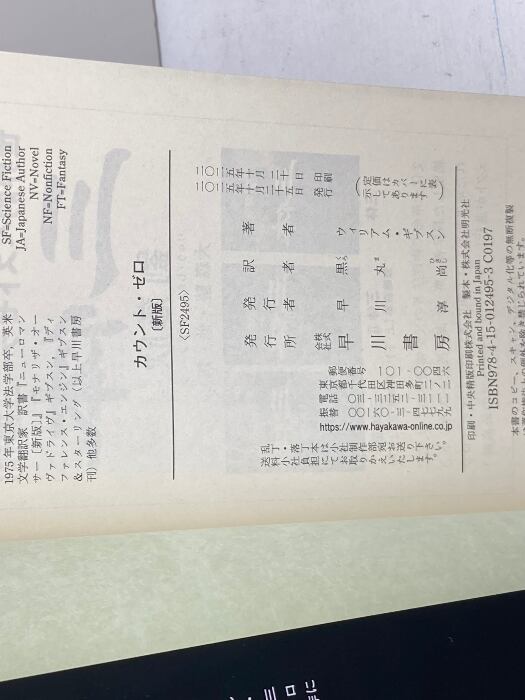 1975年東京大学法学部卒 英米
文学翻訳家 訳書『ニューロマン
サー〔新版〕』『モナリザ・オー
ヴァドライヴ』ギブスン,『ディ
ファレンス・エンジン』ギブスン
&スターリング(以上早川書房
刊)他多数
SF=Science Fiction
JA=Japanese Author
NV=Novel
NF=Nonfiction
FT=Fantasy
カウント・ゼロ
〔新版〕
〈SF2495〉
二〇二五年十月二十日 印刷
二〇二五年十月二十五日 発行
(定価はカバーに表
示してあります)
著者 ウィリアム・ギブスン
訳者 黒丸尚
発行者 早川淳
発行所 株式会社 早川書房
郵便番号 一〇一‐〇〇四六
東京都千代田区神田多町二ノ二
電話 〇三‐三二五二‐三一一一
振替 〇〇一六〇‐三‐四七七九九
https://www.hayakawa-online.co.jp
乱丁・落丁本は小社制作部宛お送り下さい。
送料小社負担にてお取りかえいたします。
印刷・中央精版印刷株式会社 製本・株式会社明光社
Printed and bound in Japan
ISBN978-4-15-012495-3 C0197
本書のコピー、スキャン、デジタル化等の無断複製